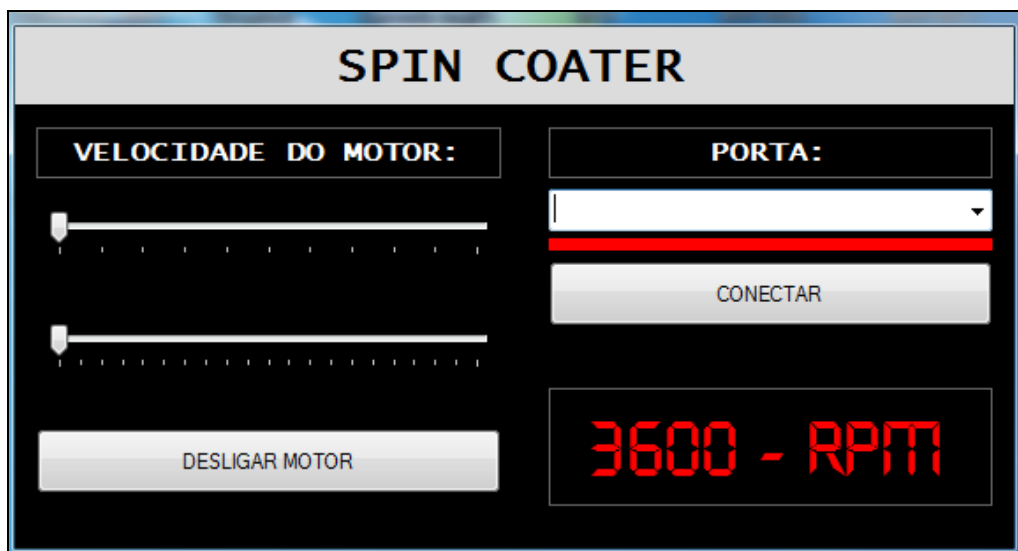 SPIN COATER
VELOCIDADE DO MOTOR:
PORTA:
CONECTAR
DESLIGAR MOTOR
3600 - RPM